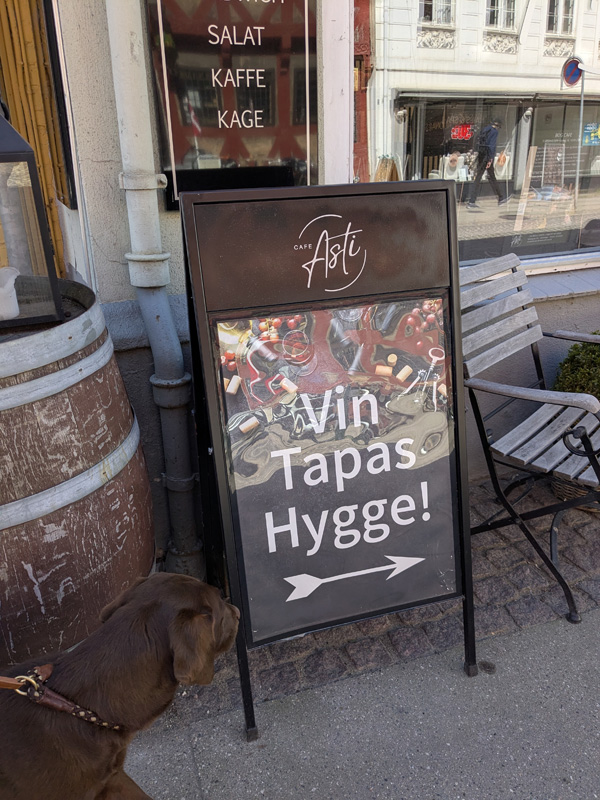 SALAT
KAFFE
KAGE
CAFE
Asti
Vin
Tapas
Hygge!